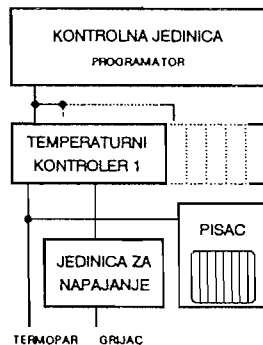 KONTROLNA JEDINICA
PROGRAMATOR
TEMPERATURNI
KONTROLER 1
PISAC
JEDINICA ZA
NAPAJANJE
TERMOPAR GRIJAC